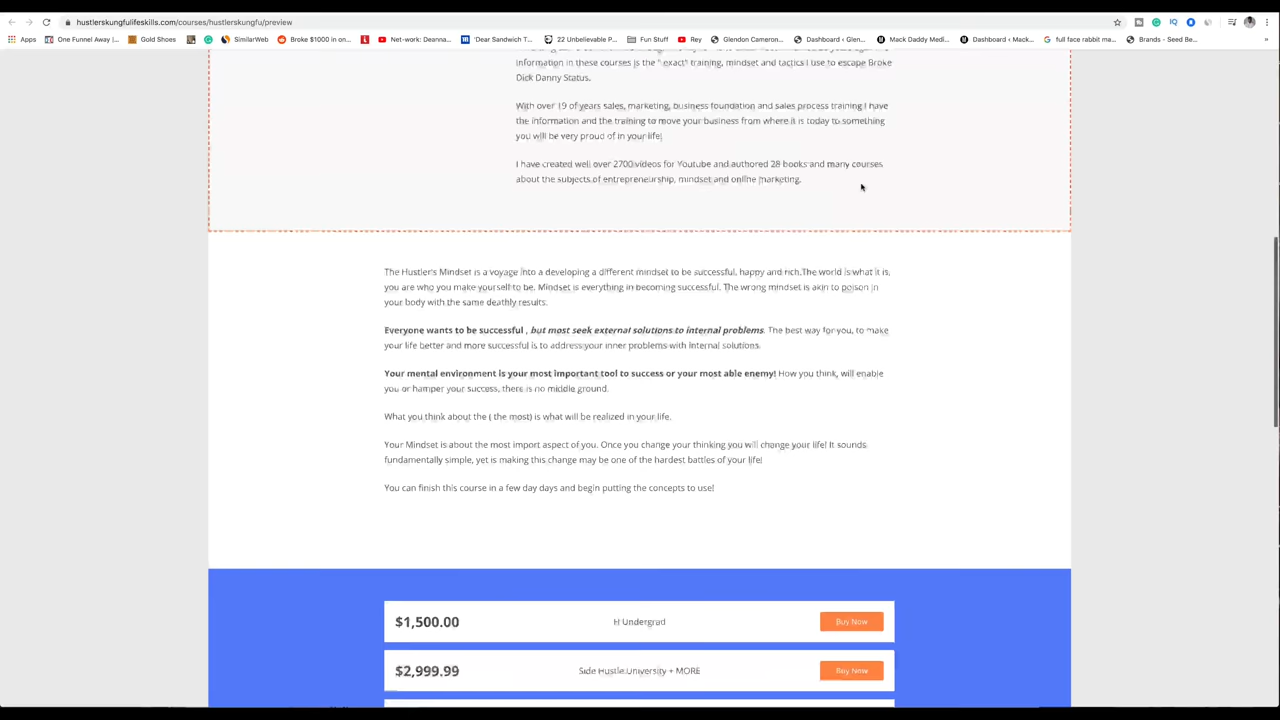 hustlerskungfulifeskills.com/courses/hustlerskungfu/preview
Apps One Funnel Away |... Gold Shoes SimilarWeb Broke $1000 in on... Net-work: Deanna... 'Dear Sandwich T... 22 Unbelievable P... Fun Stuff Rey Glendon Cameron... Dashboard ‹ Glen... Mack Daddy Medi... Dashboard ‹ Mack... full face rabbit ma... Brands - Seed Be... »
information in these courses is the "exact" training, mindset and tactics I use to escape Broke
Dick Danny Status.
With over 19 of years sales, marketing, business foundation and sales process training I have
the information and the training to move your business from where it is today to something
you will be very proud of in your life!
I have created well over 2700 videos for Youtube and authored 28 books and many courses
about the subjects of entrepreneurship, mindset and online marketing.
The Hustler's Mindset is a voyage into a developing a different mindset to be successful, happy and rich.The world is what it is,
you are who you make yourself to be. Mindset is everything in becoming successful. The wrong mindset is akin to poison in
your body with the same deathly results.
Everyone wants to be successful , but most seek external solutions to internal problems. The best way for you, to make
your life better and more successful is to address your inner problems with internal solutions.
Your mental environment is your most important tool to success or your most able enemy! How you think, will enable
you or hamper your success, there is no middle ground.
What you think about the ( the most) is what will be realized in your life.
Your Mindset is about the most import aspect of you. Once you change your thinking you will change your life! It sounds
fundamentally simple, yet is making this change may be one of the hardest battles of your life!
You can finish this course in a few day days and begin putting the concepts to use!
$1,500.00 H Undergrad Buy Now
$2,999.99 Side Hustle University + MORE Buy Now